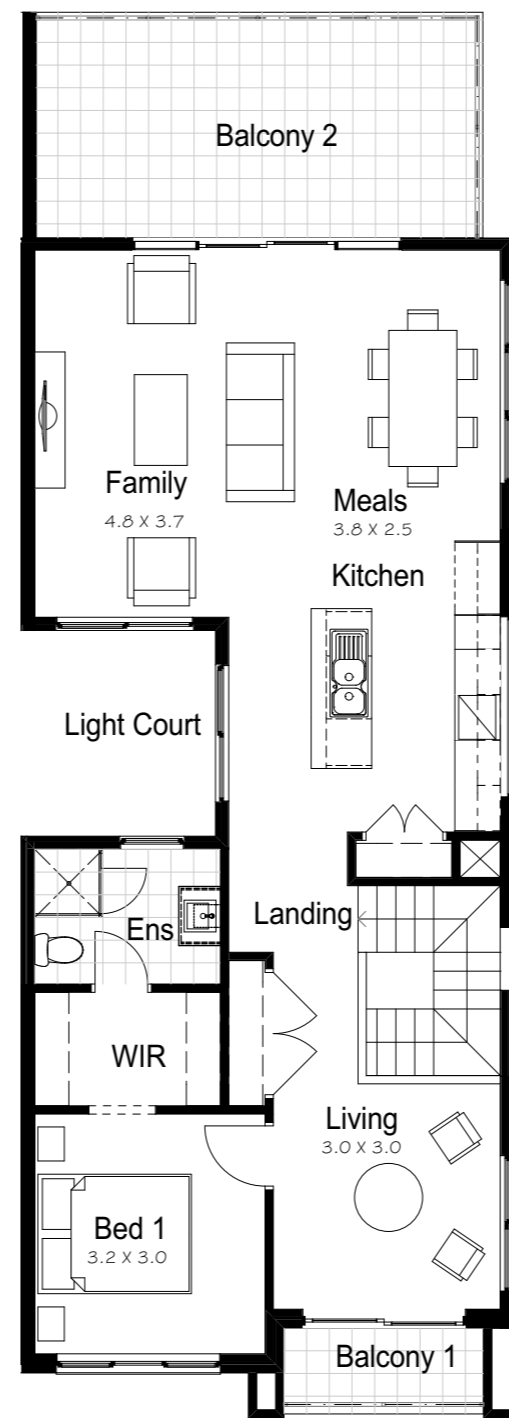 Balcony 2
Family
4.8 X 3.7
Meals
3.8 X 2.5
Kitchen
Light Court
Ens
Landing
WIR
Living
3.0 X 3.0
Bed 1
3.2 X 3.0
Balcony 1